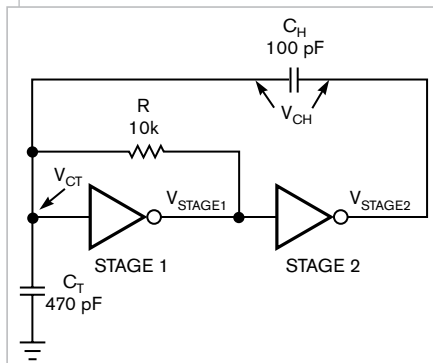 C_H
100 pF
R
10k
V_CH
V_CT
V_STAGE1
V_STAGE2
STAGE 1
STAGE 2
C_T
470 pF